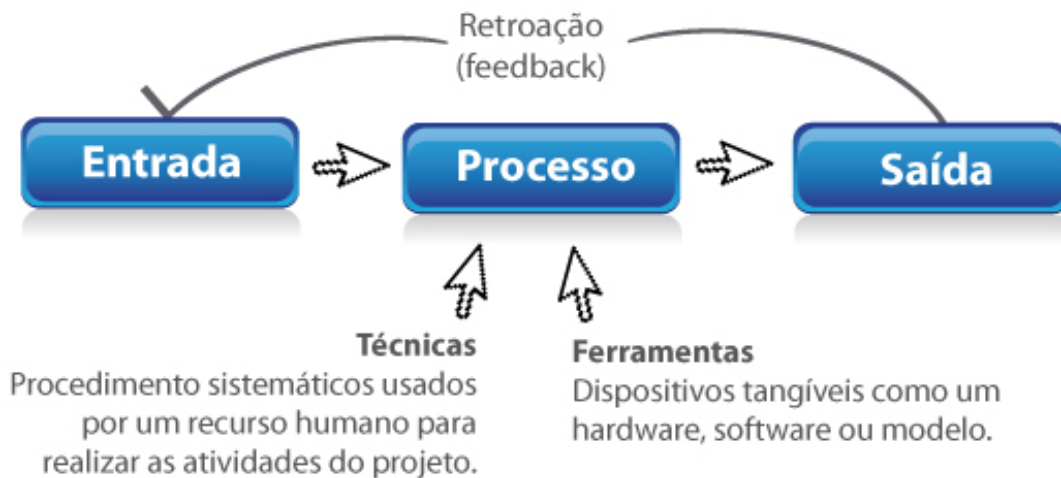 Retroação
(feedback)
Entrada
Processo
Saída
Técnicas
Procedimento sistemáticos usados
por um recurso humano para
realizar as atividades do projeto.
Ferramentas
Dispositivos tangíveis como um
hardware, software ou modelo.